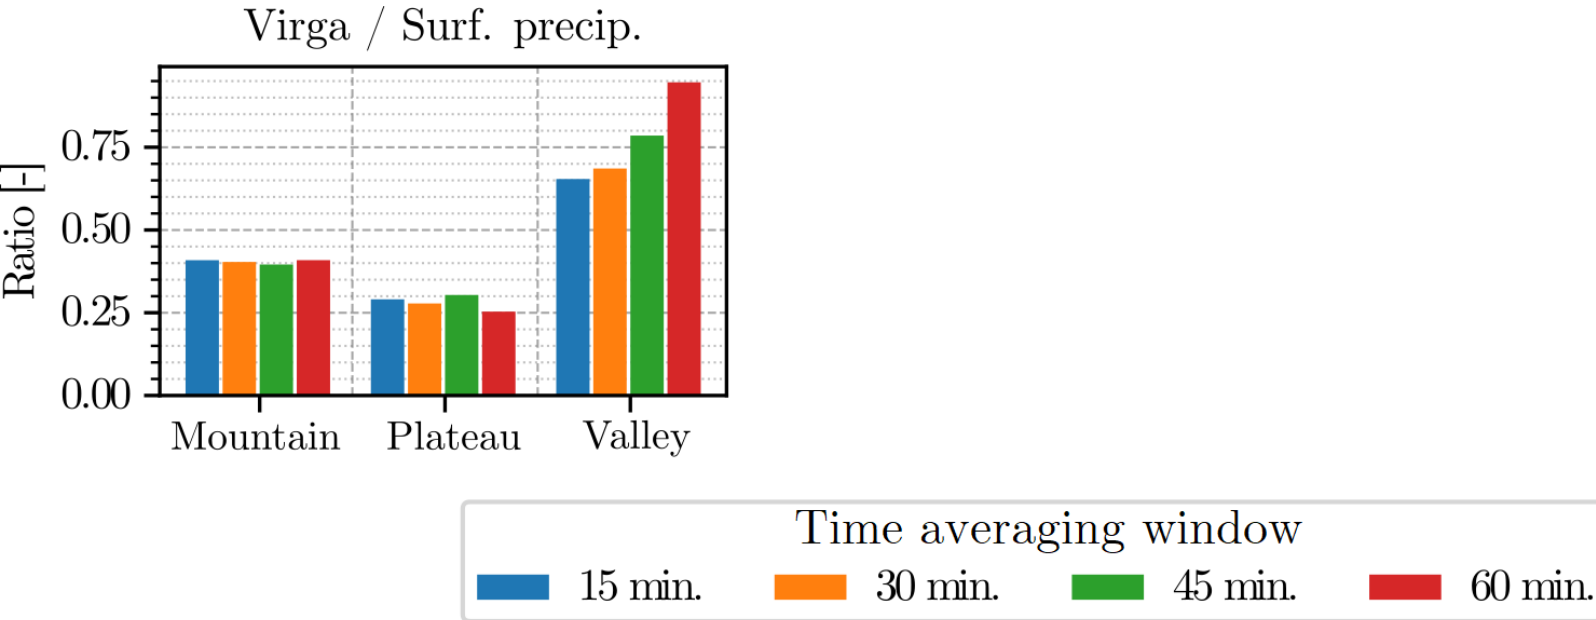 Virga / Surf. precip.
Ratio [-]
0.75
0.50
0.25
0.00
Mountain Plateau Valley
Time averaging window
15 min. 30 min. 45 min. 60 min.